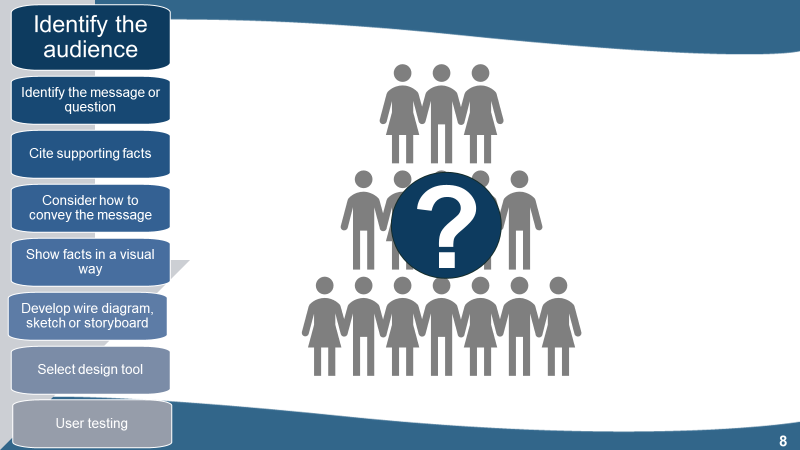 Identify the
audience
Identify the message or
question
Cite supporting facts
Consider how to
convey the message
Show facts in a visual
way
Develop wire diagram,
sketch or storyboard
Select design tool
User testing
?
8